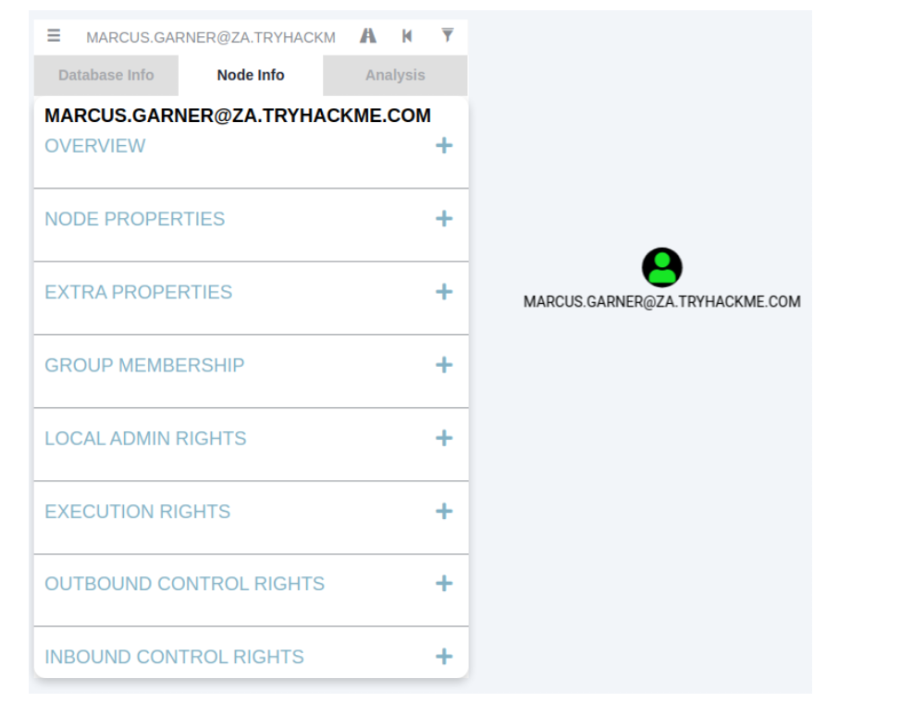 MARCUS.GARNER@ZA.TRYHACKM
Database Info Node Info Analysis
MARCUS.GARNER@ZA.TRYHACKME.COM
OVERVIEW +
NODE PROPERTIES +
EXTRA PROPERTIES +
GROUP MEMBERSHIP +
LOCAL ADMIN RIGHTS +
EXECUTION RIGHTS +
OUTBOUND CONTROL RIGHTS +
INBOUND CONTROL RIGHTS +
MARCUS.GARNER@ZA.TRYHACKME.COM